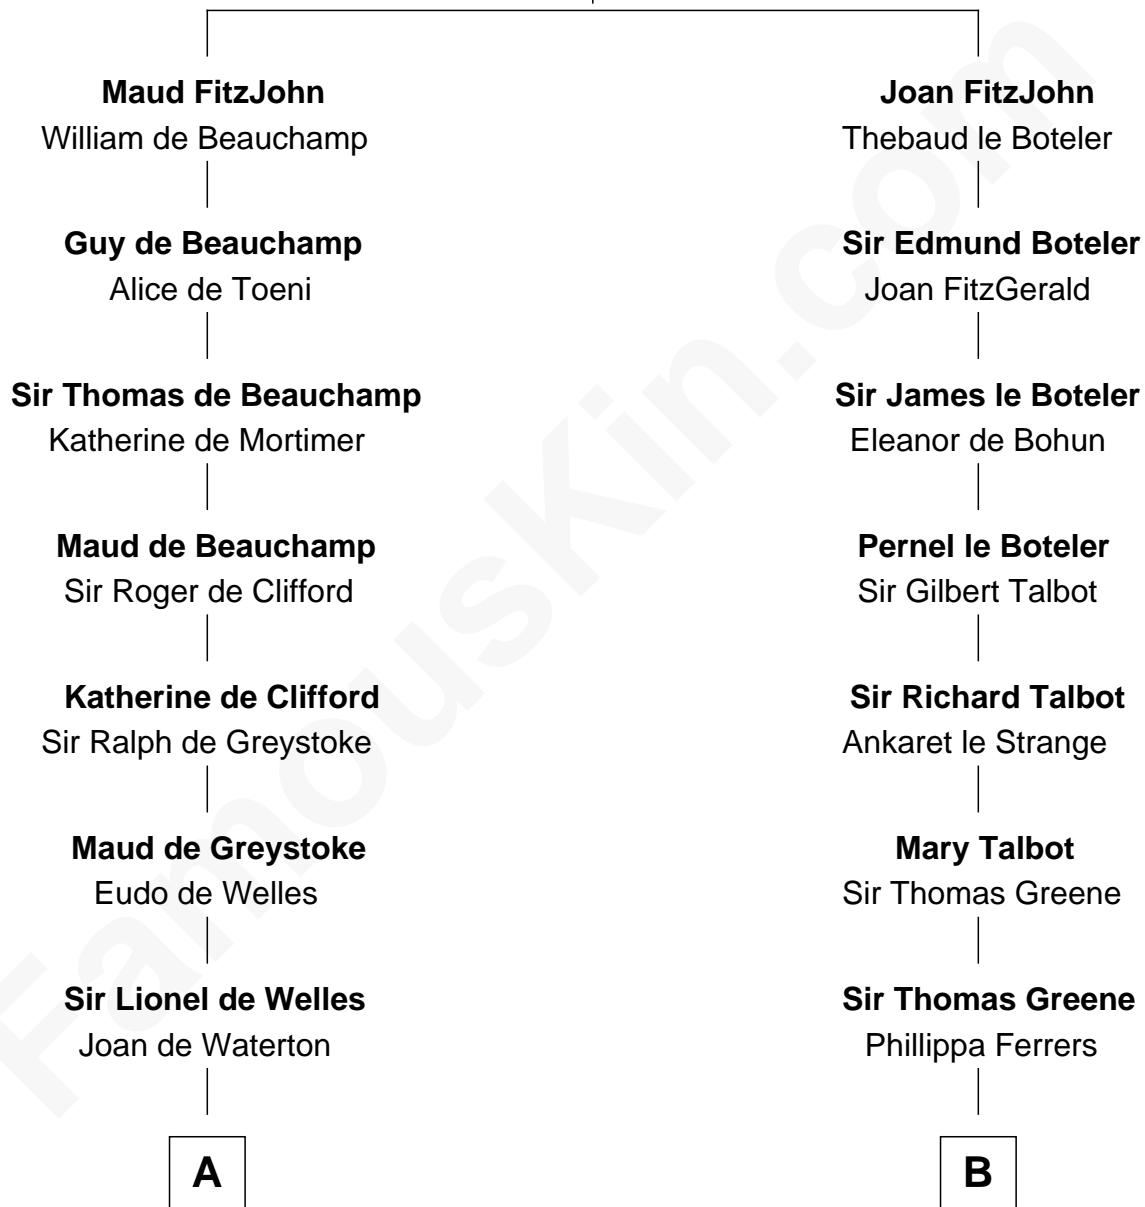 Maud FitzJohn
William de Beauchamp
Guy de Beauchamp
Alice de Toeni
Sir Thomas de Beauchamp
Katherine de Mortimer
Maud de Beauchamp
Sir Roger de Clifford
Katherine de Clifford
Sir Ralph de Greystoke
Maud de Greystoke
Eudo de Welles
Sir Lionel de Welles
Joan de Waterton
A
Joan FitzJohn
Thebaud le Boteler
Sir Edmund Boteler
Joan FitzGerald
Sir James le Boteler
Eleanor de Bohun
Pernel le Boteler
Sir Gilbert Talbot
Sir Richard Talbot
Ankaret le Strange
Mary Talbot
Sir Thomas Greene
Sir Thomas Greene
Phillippa Ferrers
B
FamousKin.com